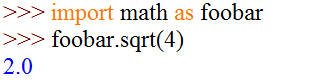 >>> import math as foobar
>>> foobar.sqrt(4)
2.0